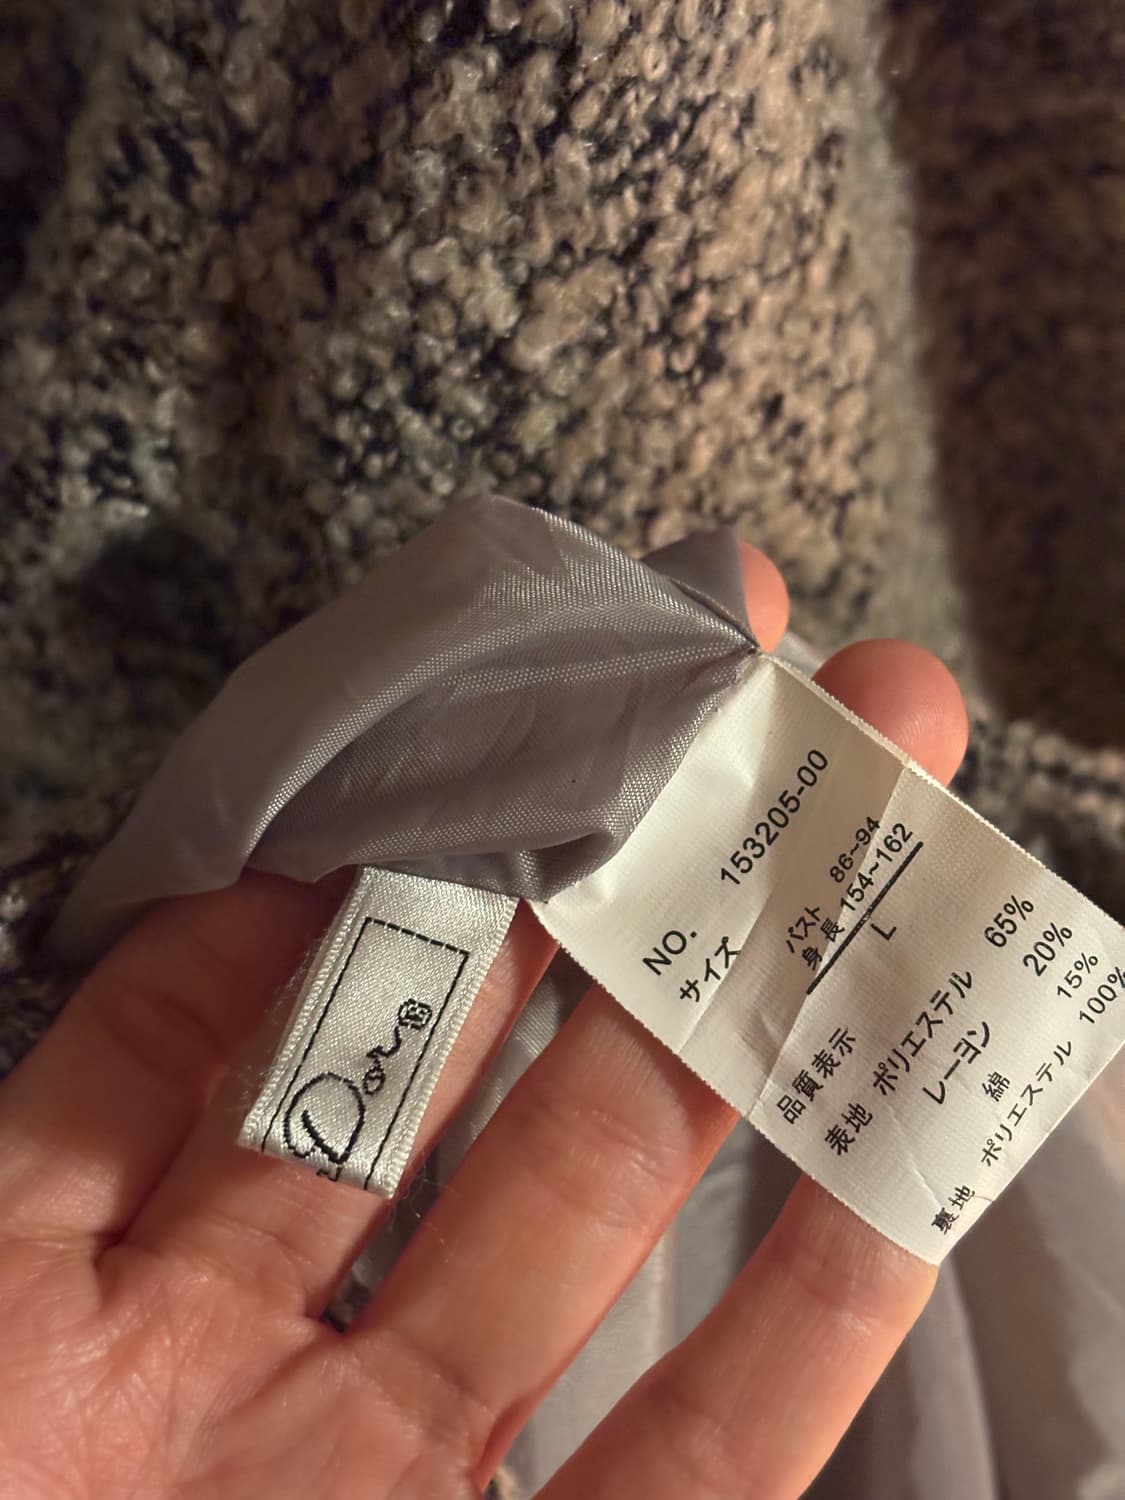 NO. 153205-00
サイズ
バスト 86~94
身長 154~162
L
品質表示
表地 ポリエステル 65%
レーヨン 20%
綿 15%
裏地 ポリエステル 100%